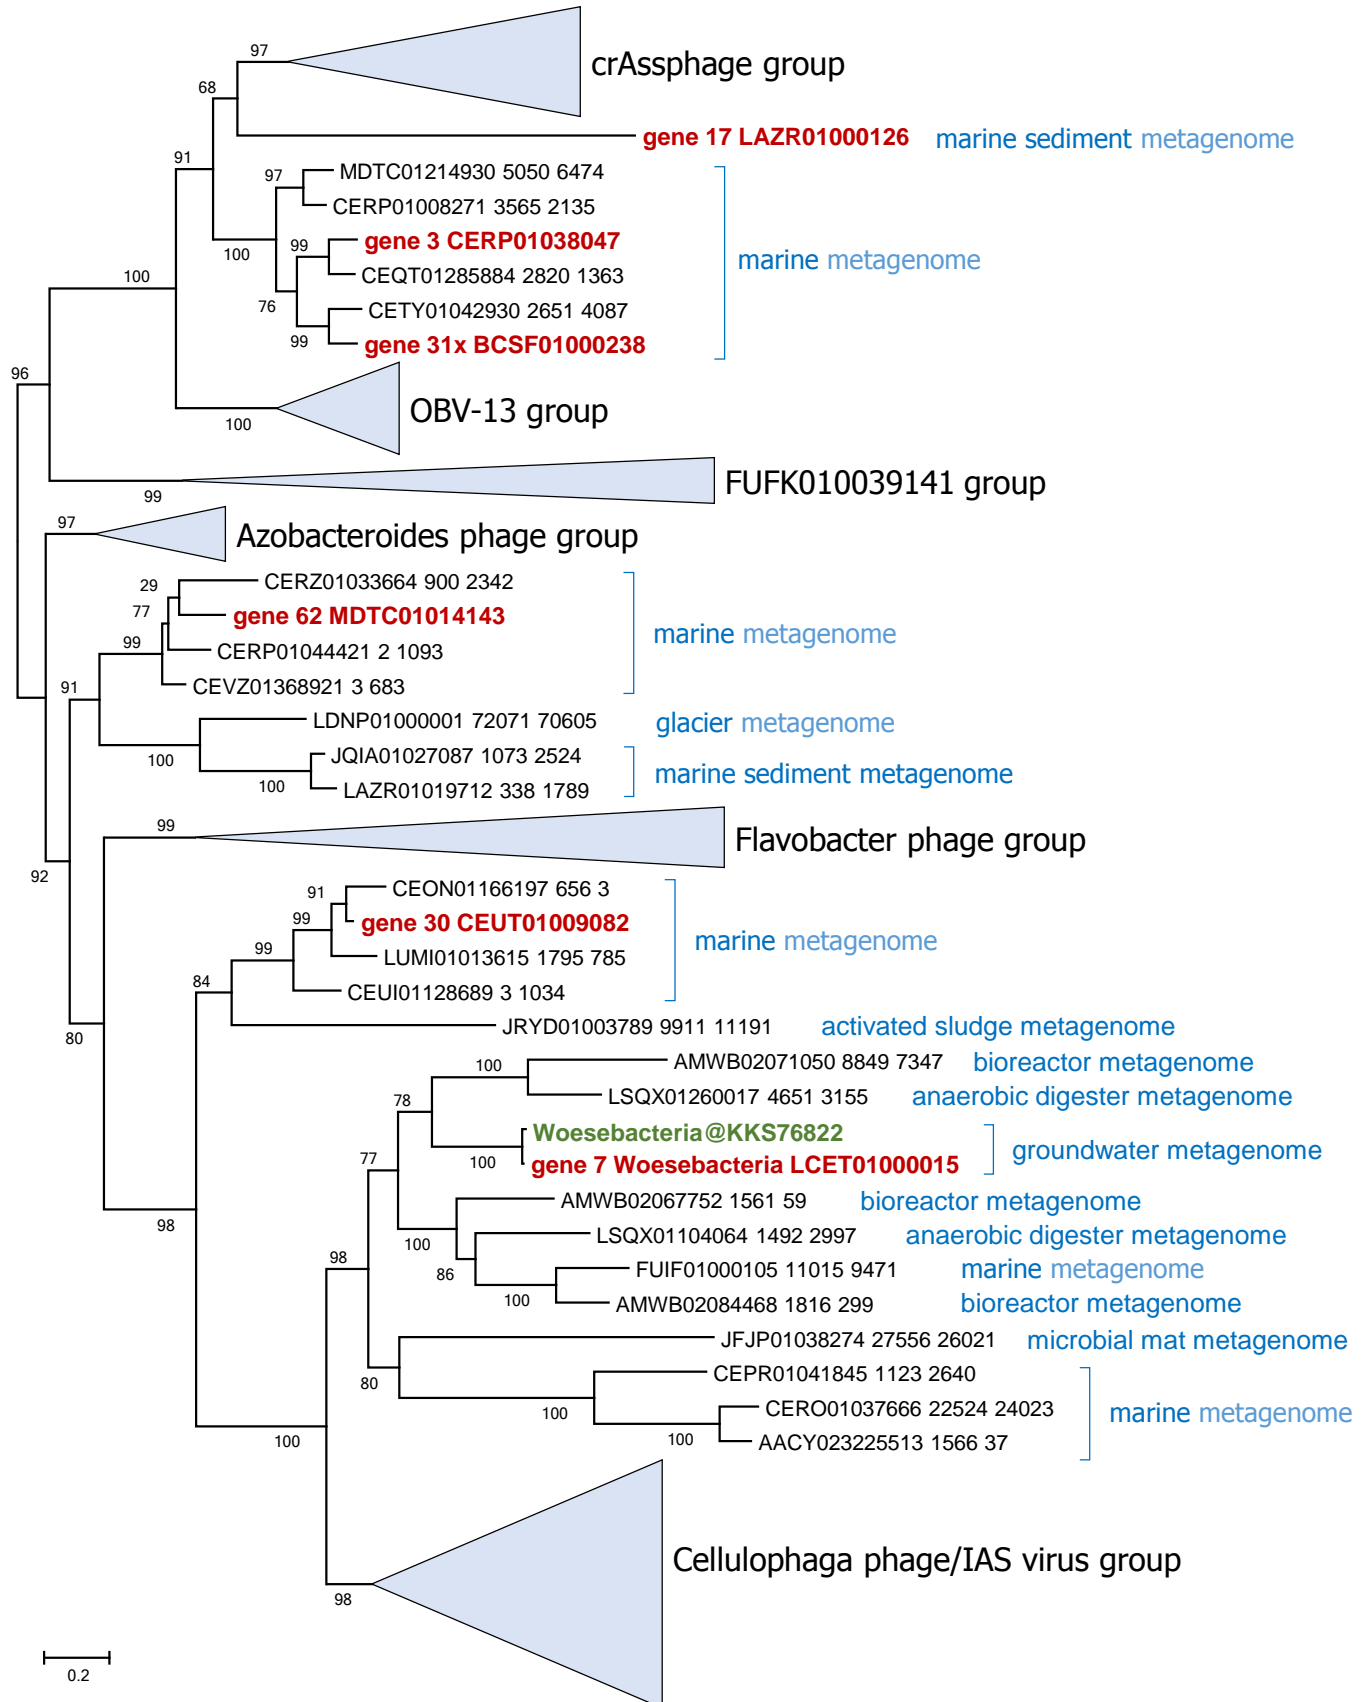 97
crAssphage group
68
gene 17 LAZR01000126 marine sediment metagenome
91
97
MDTC01214930 5050 6474
CERP01008271 3565 2135
100
99
gene 3 CERP01038047
marine metagenome
CEQT01285884 2820 1363
100
76
CETY01042930 2651 4087
99
gene 31x BCSF01000238
96
OBV-13 group
100
FUFK010039141 group
99
97
Azobacteroides phage group
29
CERZ01033664 900 2342
77
gene 62 MDTC01014143
marine metagenome
99
CERP01044421 2 1093
91
CEVZ01368921 3 683
LDNP01000001 72071 70605 glacier metagenome
100
JQIA01027087 1073 2524
marine sediment metagenome
100
LAZR01019712 338 1789
99
Flavobacter phage group
92
91
CEON01166197 656 3
99
gene 30 CEUT01009082
marine metagenome
99
LUMI01013615 1795 785
84
CEUI01128689 3 1034
80
JRYD01003789 9911 11191 activated sludge metagenome
100
AMWB02071050 8849 7347 bioreactor metagenome
78
LSQX01260017 4651 3155 anaerobic digester metagenome
Woesebacteria@KKS76822
groundwater metagenome
77
100
gene 7 Woesebacteria LCET01000015
AMWB02067752 1561 59 bioreactor metagenome
98
100
LSQX01104064 1492 2997 anaerobic digester metagenome
98
86
FUIF01000105 11015 9471 marine metagenome
100
AMWB02084468 1816 299 bioreactor metagenome
JFJP01038274 27556 26021 microbial mat metagenome
80
CEPR01041845 1123 2640
100
CERO01037666 22524 24023
marine metagenome
100
100
AACY023225513 1566 37
Cellulophaga phage/IAS virus group
98
0.2